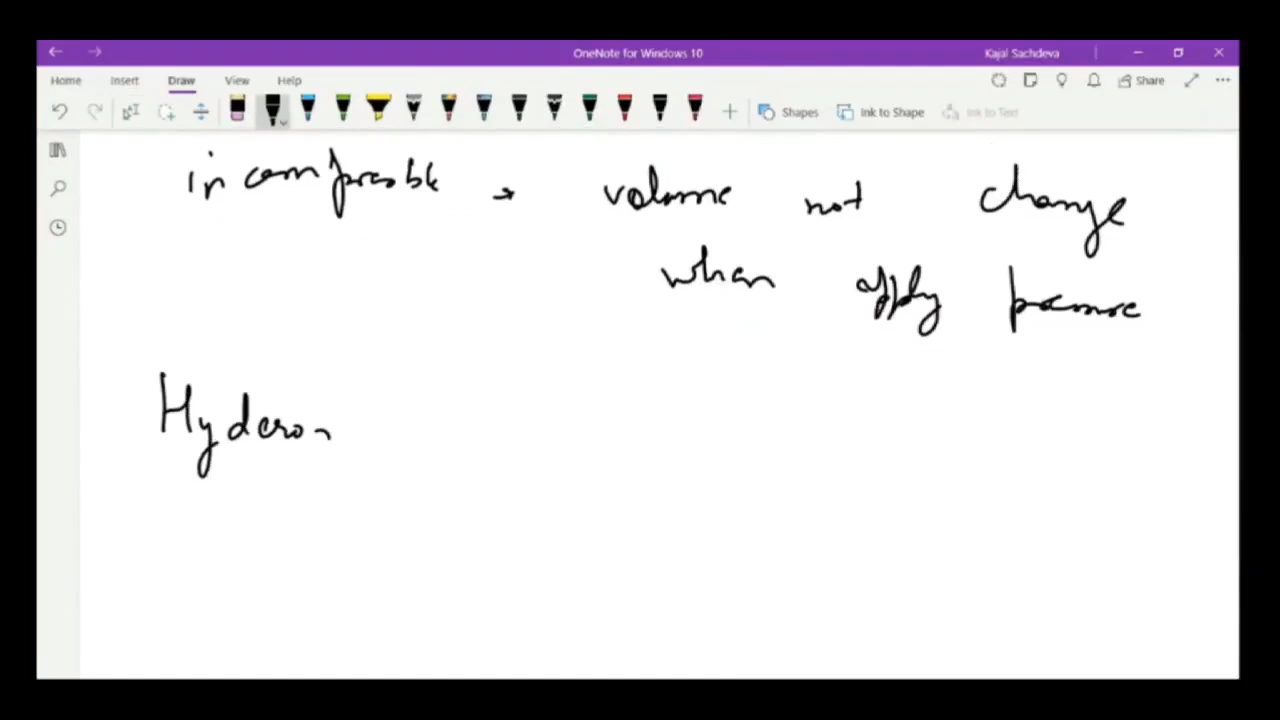 OneNote for Windows 10
Kajal Sachdeva
Home Insert Draw View Help
Share
Shapes Ink to Shape Ink to Text
incompressible → volume not change
when apply pressure
Hydero